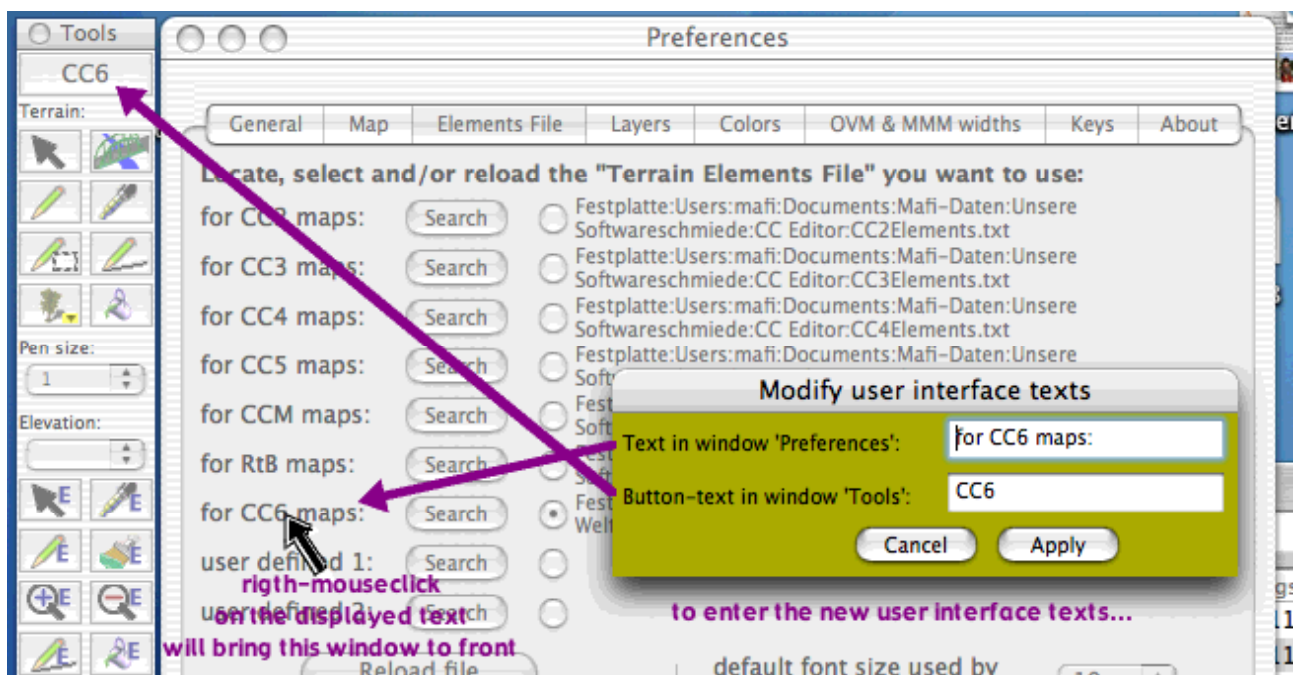 Tools
Preferences
CC6
Terrain:
General Map Elements File Layers Colors OVM & MMM widths Keys About
Locate, select and/or reload the "Terrain Elements File" you want to use:
for CC2 maps: Search Festplatte:Users:mafi:Documents:Mafi-Daten:Unsere
Softwareschmiede:CC Editor:CC2Elements.txt
for CC3 maps: Search Festplatte:Users:mafi:Documents:Mafi-Daten:Unsere
Softwareschmiede:CC Editor:CC3Elements.txt
for CC4 maps: Search Festplatte:Users:mafi:Documents:Mafi-Daten:Unsere
Softwareschmiede:CC Editor:CC4Elements.txt
Pen size:
1
for CC5 maps: Search Festplatte:Users:mafi:Documents:Mafi-Daten:Unsere
Modify user interface texts
Elevation:
for CCM maps: Search
Text in window 'Preferences': for CC6 maps:
for RtB maps: Search
Button-text in window 'Tools': CC6
for CC6 maps: Search
Cancel Apply
user defined 1: Search
rigth-mouseclick
user defined 2: Search
on the displayed text
to enter the new user interface texts...
will bring this window to front
Reload file
default font size used by
E
E
E
E
E
E
E
E